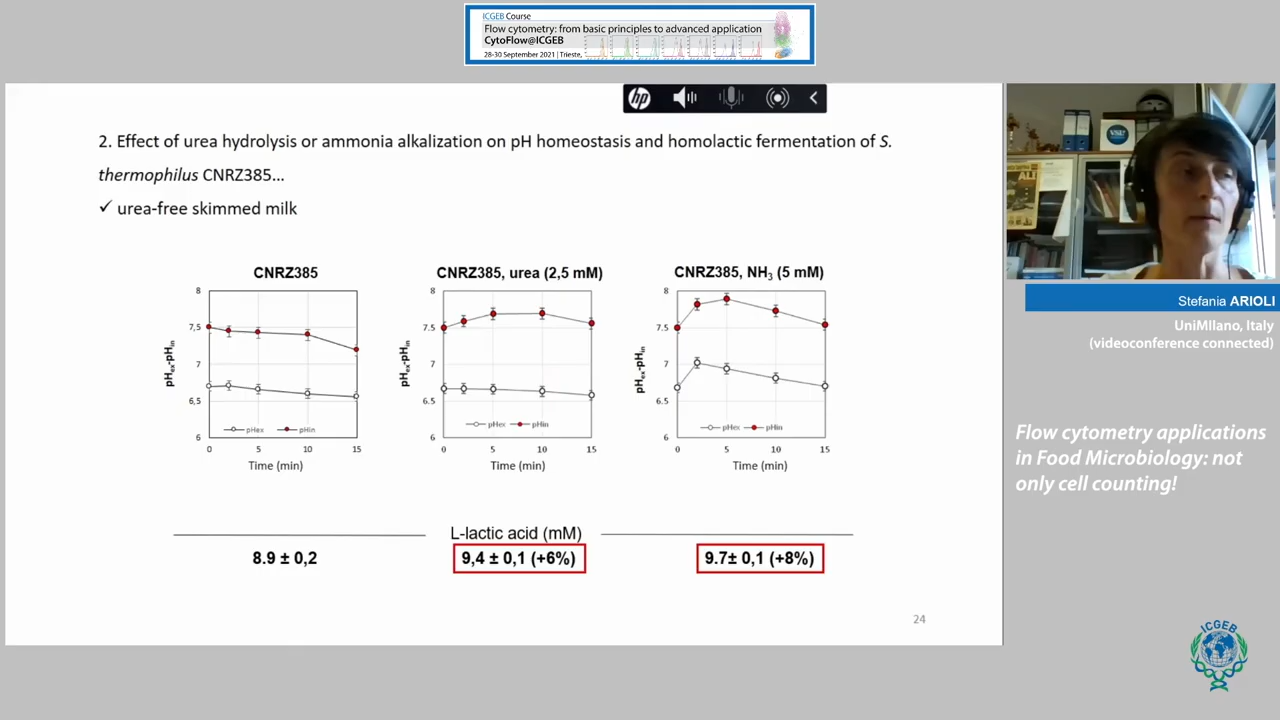 ICGEB Course
Flow cytometry: from basic principles to advanced application
CytoFlow@ICGEB
28-30 September 2021 | Trieste,
hp
2. Effect of urea hydrolysis or ammonia alkalization on pH homeostasis and homolactic fermentation of S.
thermophilus CNRZ385...
✓ urea-free skimmed milk
CNRZ385
8
7,5
7
6,5
6
pHex-pHin
pHex pHin
0 5 10 15
Time (min)
CNRZ385, urea (2,5 mM)
8
7.5
7
6.5
6
pHex-pHin
pHex pHin
0 5 10 15
Time (min)
CNRZ385, NH3 (5 mM)
8
7.5
7
6.5
6
pHex-pHin
pHex pHin
0 5 10 15
Time (min)
L-lactic acid (mM)
8.9 ± 0,2
9,4 ± 0,1 (+6%)
9.7± 0,1 (+8%)
24
Stefania ARIOLI
UniMIlano, Italy
(videoconference connected)
Flow cytometry applications
in Food Microbiology: not
only cell counting!
ICGEB